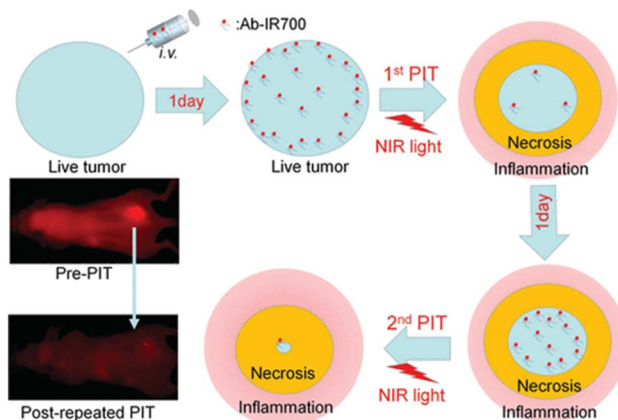 :Ab-IR700
i.v.
1day
1st PIT
NIR light
Live tumor
Live tumor
Necrosis
Inflammation
1day
Pre-PIT
2nd PIT
NIR light
Necrosis
Inflammation
Necrosis
Inflammation
Post-repeated PIT